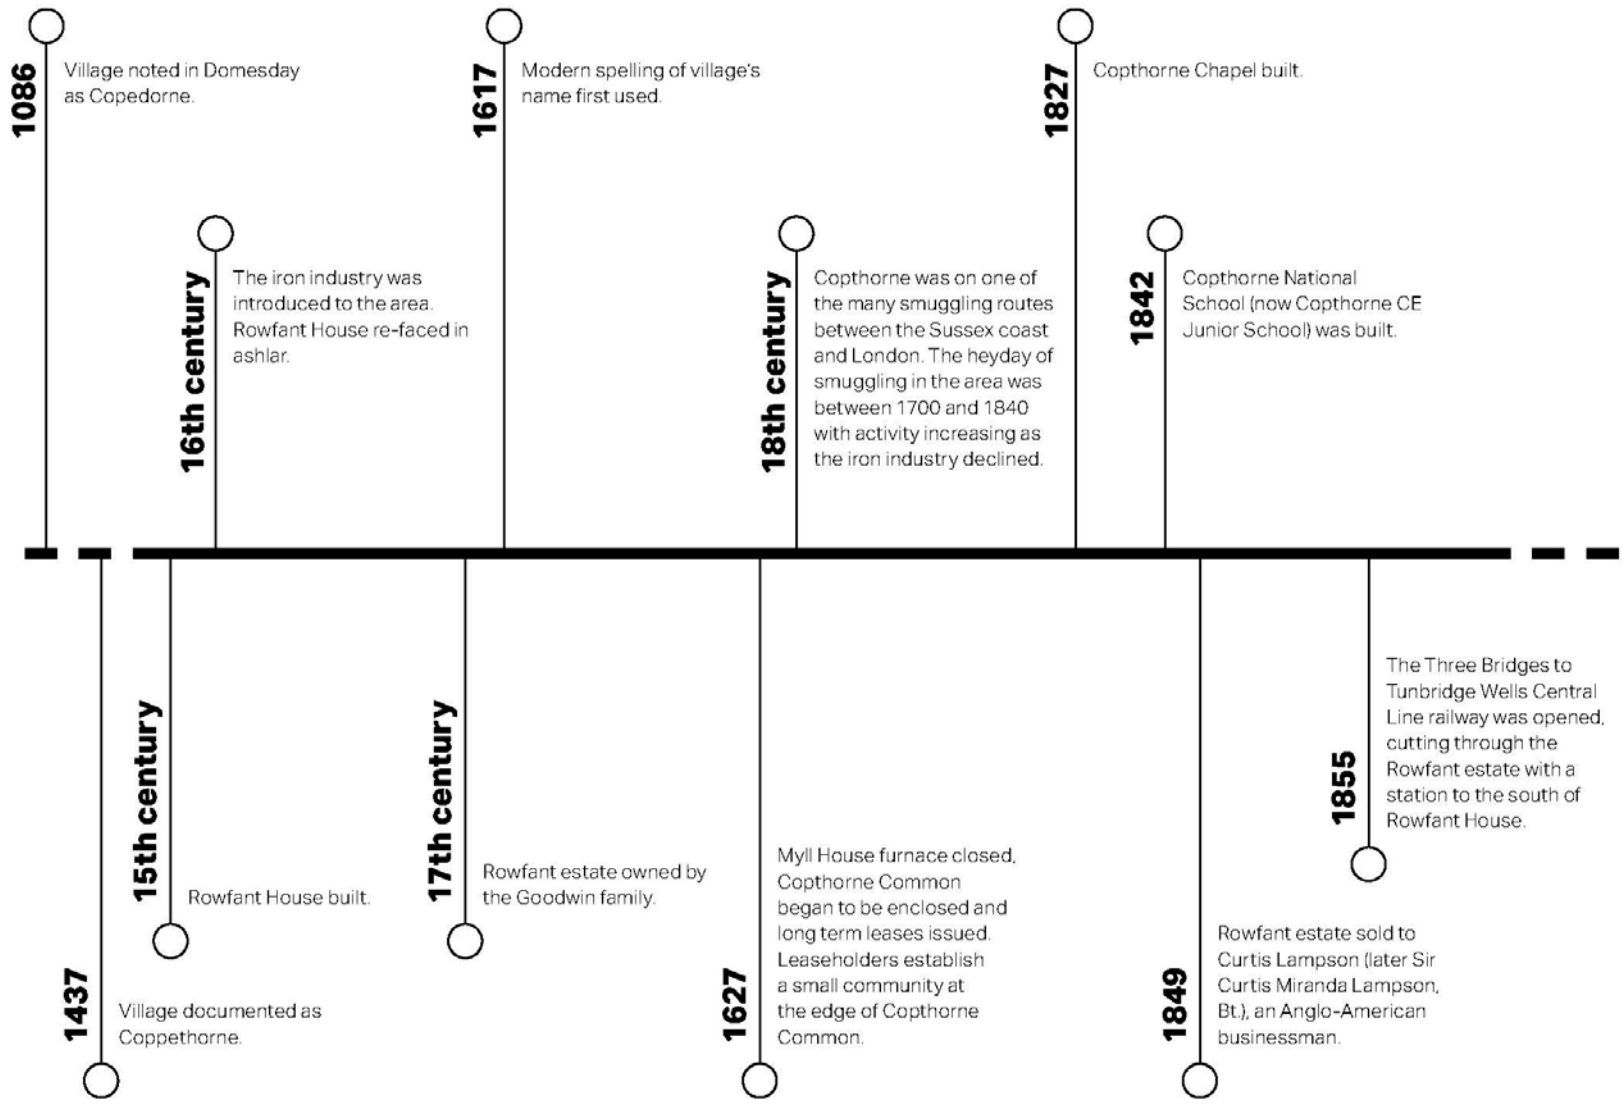 1086
Village noted in Domesday
as Copedorne.
1617
Modern spelling of village's
name first used.
1827
Copthorne Chapel built.
16th century
The iron industry was
introduced to the area.
Rowfant House re-faced in
ashlar.
18th century
Copthorne was on one of
the many smuggling routes
between the Sussex coast
and London. The heyday of
smuggling in the area was
between 1700 and 1840
with activity increasing as
the iron industry declined.
1842
Copthorne National
School (now Copthorne CE
Junior School) was built.
1437
Village documented as
Coppethorne.
15th century
Rowfant House built.
17th century
Rowfant estate owned by
the Goodwin family.
1627
Myll House furnace closed,
Copthorne Common
began to be enclosed and
long term leases issued.
Leaseholders establish
a small community at
the edge of Copthorne
Common.
1849
Rowfant estate sold to
Curtis Lampson (later Sir
Curtis Miranda Lampson,
Bt.), an Anglo-American
businessman.
1855
The Three Bridges to
Tunbridge Wells Central
Line railway was opened,
cutting through the
Rowfant estate with a
station to the south of
Rowfant House.